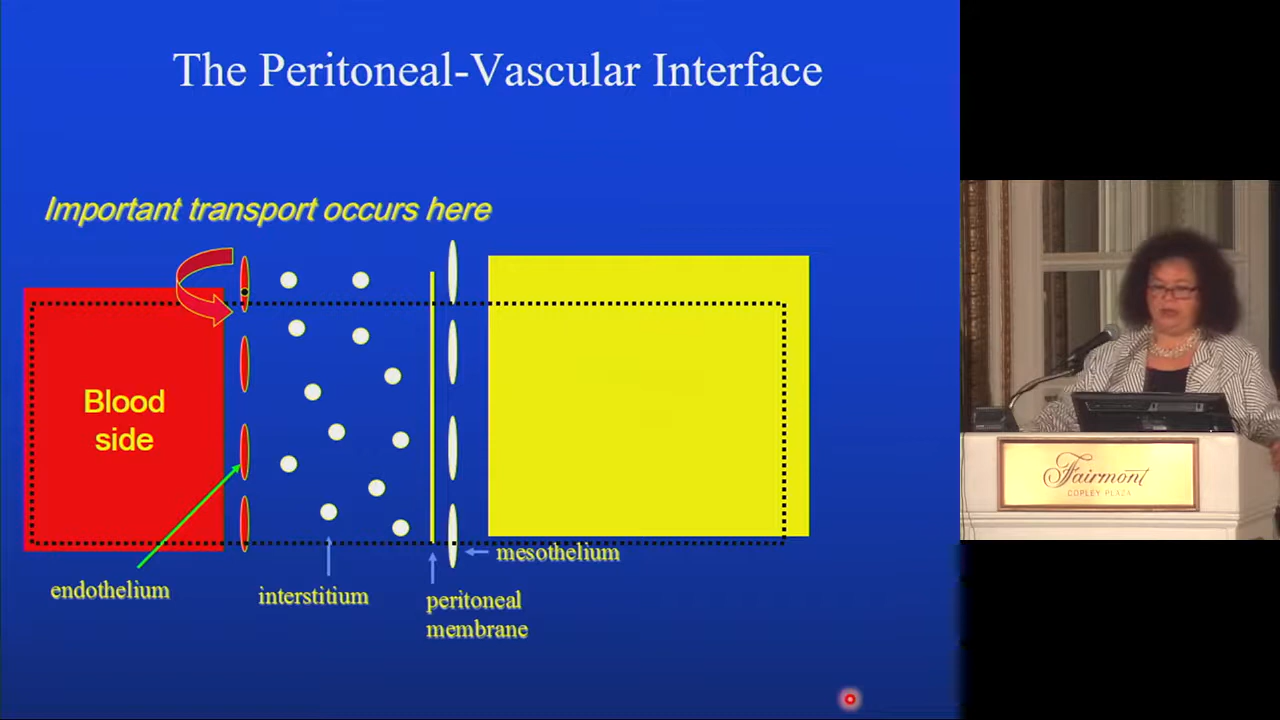 The Peritoneal-Vascular Interface
Important transport occurs here
Blood
side
endothelium
interstitium
peritoneal
membrane
mesothelium
Fairmont
COPLEY PLAZA